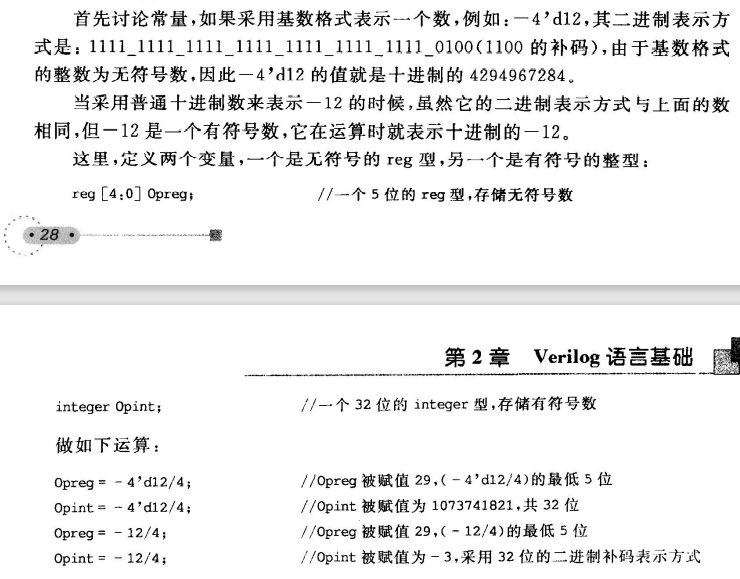 首先讨论常量,如果采用基数格式表示一个数,例如:－4'd12,其二进制表示方
式是: 1111_1111_1111_1111_1111_1111_1111_0100(1100 的补码),由于基数格式
的整数为无符号数,因此－4'd12 的值就是十进制的 4294967284。
当采用普通十进制数来表示－12 的时候,虽然它的二进制表示方式与上面的数
相同,但－12 是一个有符号数,它在运算时就表示十进制的－12。
这里,定义两个变量,一个是无符号的 reg 型,另一个是有符号的整型:
reg [4:0] Opreg; //一个 5 位的 reg 型,存储无符号数
• 28 •
第 2 章 Verilog 语言基础
integer Opint; //一个 32 位的 integer 型,存储有符号数
做如下运算:
Opreg = - 4'd12/4; //Opreg 被赋值 29,(- 4'd12/4)的最低 5 位
Opint = - 4'd12/4; //Opint 被赋值为 1073741821,共 32 位
Opreg = - 12/4; //Opreg 被赋值 29,(- 12/4)的最低 5 位
Opint = - 12/4; //Opint 被赋值为－3,采用 32 位的二进制补码表示方式